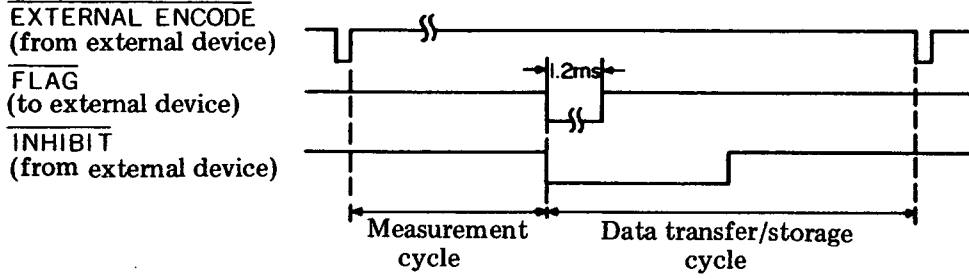 EXTERNAL ENCODE
(from external device)
FLAG
(to external device)
INHIBIT
(from external device)
1.2ms
Measurement
cycle
Data transfer/storage
cycle